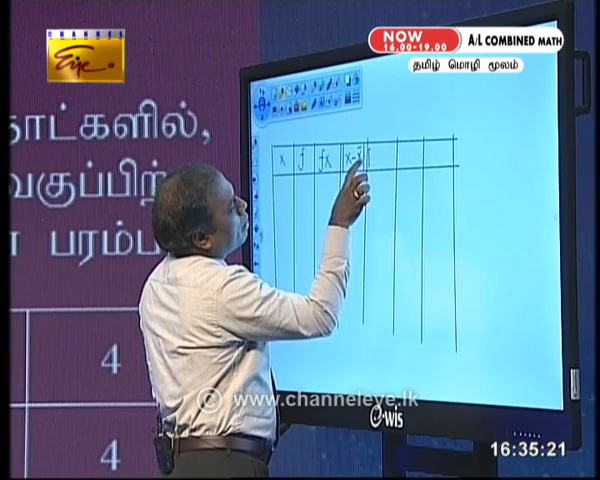 CHANNEL
Eye
NOW
16.00-19.00
A/L COMBINED MATH
தமிழ் மொழி மூலம்
நாட்களில்,
வகுப்பிற்
x f fx x-x̄
4
4
© www.channeleye.lk
e-wis
16:35:21